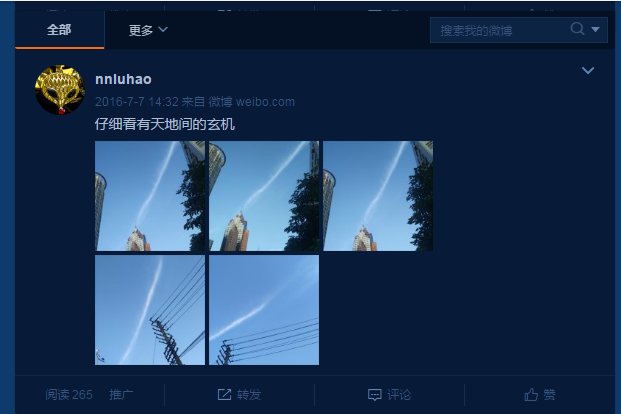 全部
更多
搜索我的微博
nnluhao
2016-7-7 14:32 来自 微博 weibo.com
仔细看有天地间的玄机
阅读 265 推广 转发 评论 赞